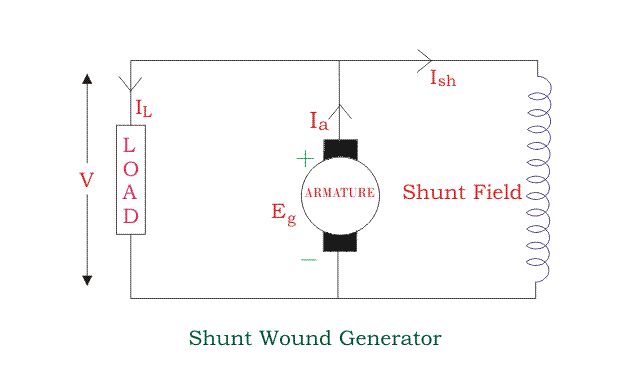 I_sh
I_L
I_a
L
O
A
D
+
V
ARMATURE
Shunt Field
E_g
–
Shunt Wound Generator